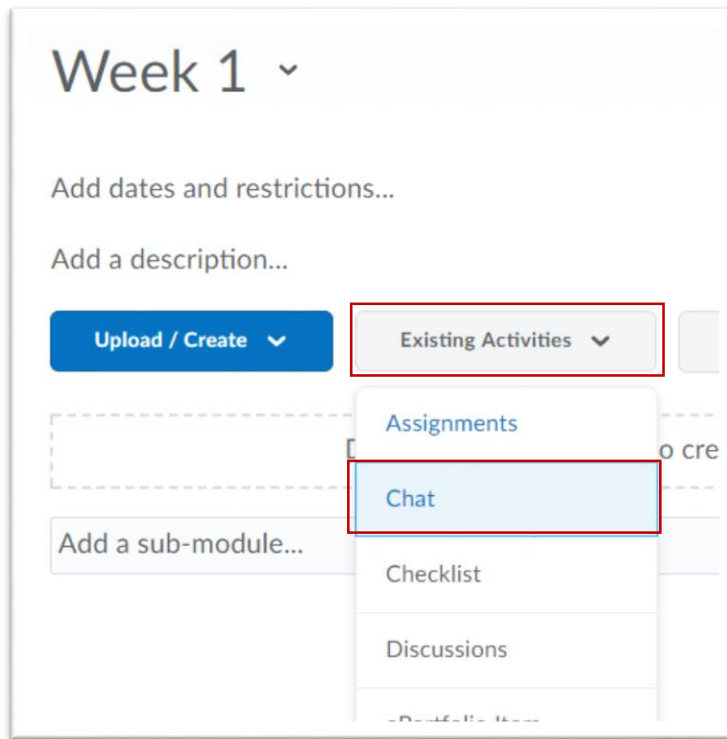 Week 1
Add dates and restrictions...
Add a description...
Upload / Create
Existing Activities
Assignments
o cre
Chat
Add a sub-module...
Checklist
Discussions